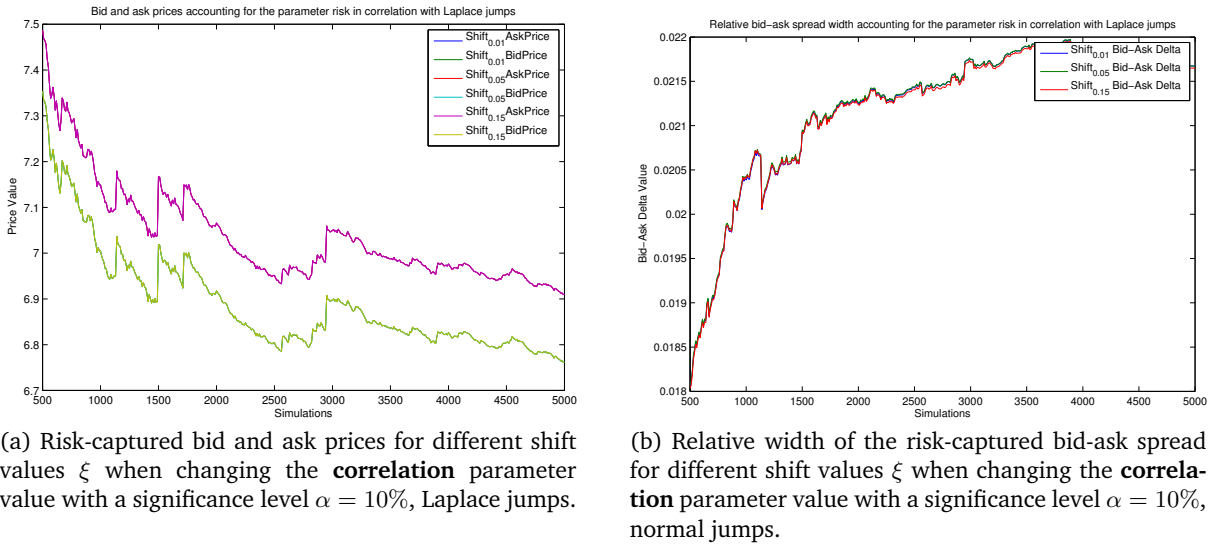 Bid and ask prices accounting for the parameter risk in correlation with Laplace jumps
7.5
7.4
7.3
7.2
7.1
7
6.9
6.8
6.7
Price Value
500 1000 1500 2000 2500 3000 3500 4000 4500 5000
Simulations
Shift0.01AskPrice
Shift0.01BidPrice
Shift0.05AskPrice
Shift0.05BidPrice
Shift0.15AskPrice
Shift0.15BidPrice
(a) Risk-captured bid and ask prices for different shift
values ξ when changing the correlation parameter
value with a significance level α = 10%, Laplace jumps.
Relative bid−ask spread width accounting for the parameter risk in correlation with Laplace jumps
0.022
0.0215
0.021
0.0205
0.02
0.0195
0.019
0.0185
0.018
Bid−Ask Delta Value
500 1000 1500 2000 2500 3000 3500 4000 4500 5000
Simulations
Shift0.01 Bid−Ask Delta
Shift0.05 Bid−Ask Delta
Shift0.15 Bid−Ask Delta
(b) Relative width of the risk-captured bid-ask spread
for different shift values ξ when changing the correla-
tion parameter value with a significance level α = 10%,
normal jumps.